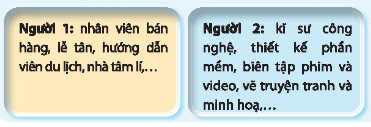 Người 1: nhân viên bán
hàng, lễ tân, hướng dẫn
viên du lịch, nhà tâm lí,...
Người 2: kĩ sư công
nghệ, thiết kế phần
mềm, biên tập phim và
video, vẽ truyện tranh và
minh hoạ,...